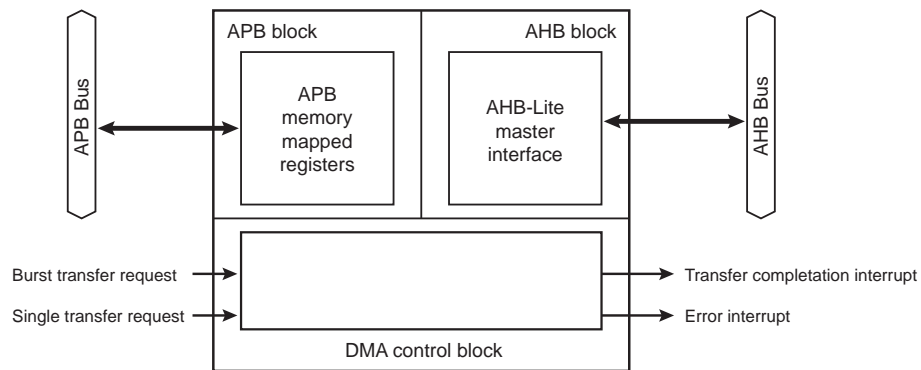 APB block
AHB block
APB Bus
APB
memory
mapped
registers
AHB-Lite
master
interface
AHB Bus
Burst transfer request
Transfer completation interrupt
Single transfer request
Error interrupt
DMA control block